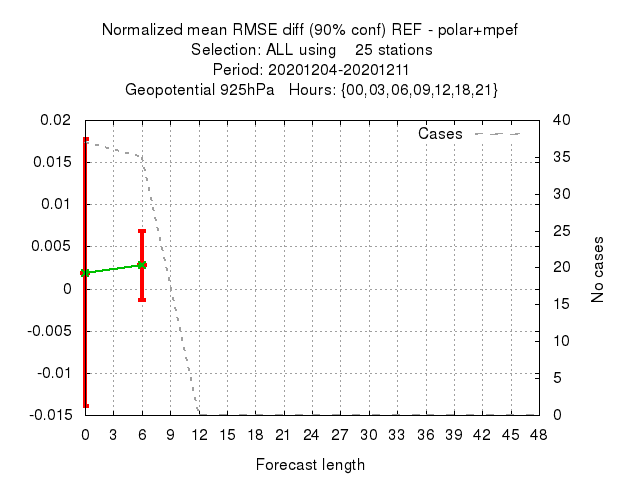 Normalized mean RMSE diff (90% conf) REF - polar+mpef
Selection: ALL using    25 stations
Period: 20201204-20201211
Geopotential 925hPa   Hours: {00,03,06,09,12,18,21}
Cases
0.02
0.015
0.01
0.005
0
-0.005
-0.01
-0.015
40
35
30
25
20
15
10
5
0
No cases
0 3 6 9 12 15 18 21 24 27 30 33 36 39 42 45 48
Forecast length